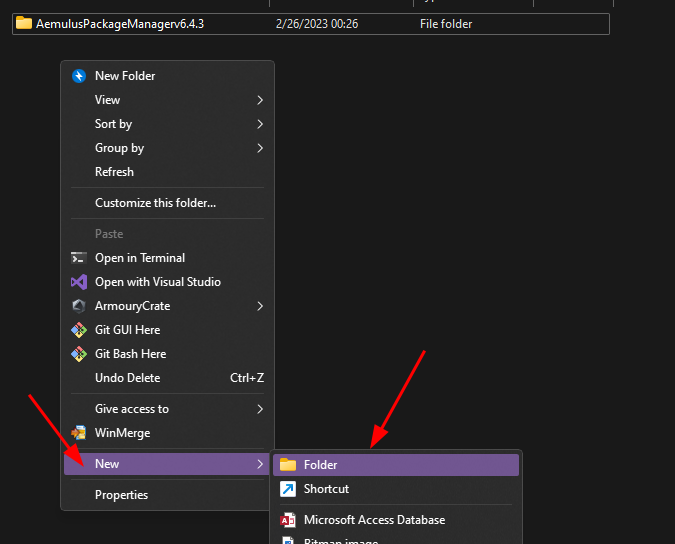 AemulusPackageManagerv6.4.3 2/26/2023 00:26 File folder
New Folder
View
Sort by
Group by
Refresh
Customize this folder...
Paste
Open in Terminal
Open with Visual Studio
ArmouryCrate
Git GUI Here
Git Bash Here
Undo Delete Ctrl+Z
Give access to
WinMerge
New
Properties
Folder
Shortcut
Microsoft Access Database
Bitmap image